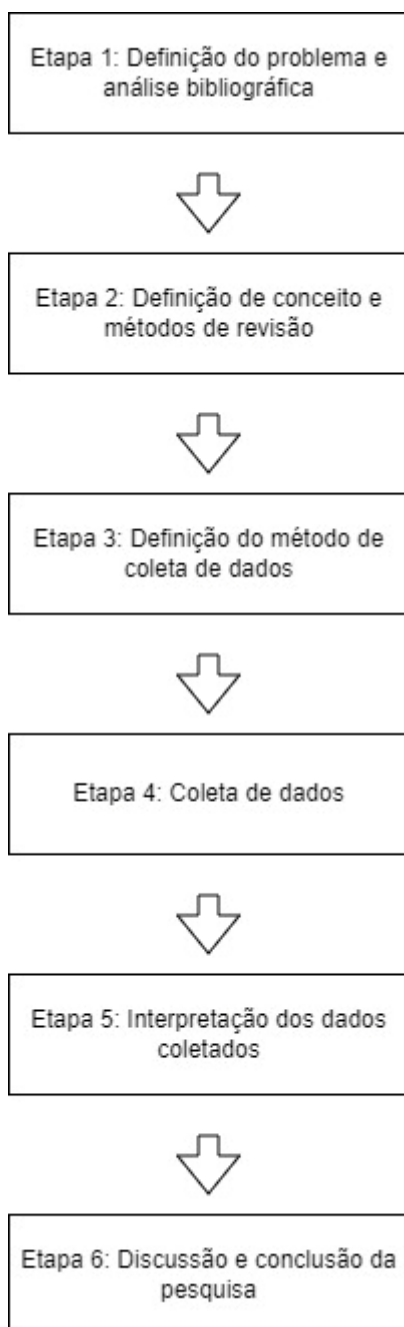 Etapa 1: Definição do problema e
análise bibliográfica
Etapa 2: Definição de conceito e
métodos de revisão
Etapa 3: Definição do método de
coleta de dados
Etapa 4: Coleta de dados
Etapa 5: Interpretação dos dados
coletados
Etapa 6: Discussão e conclusão da
pesquisa